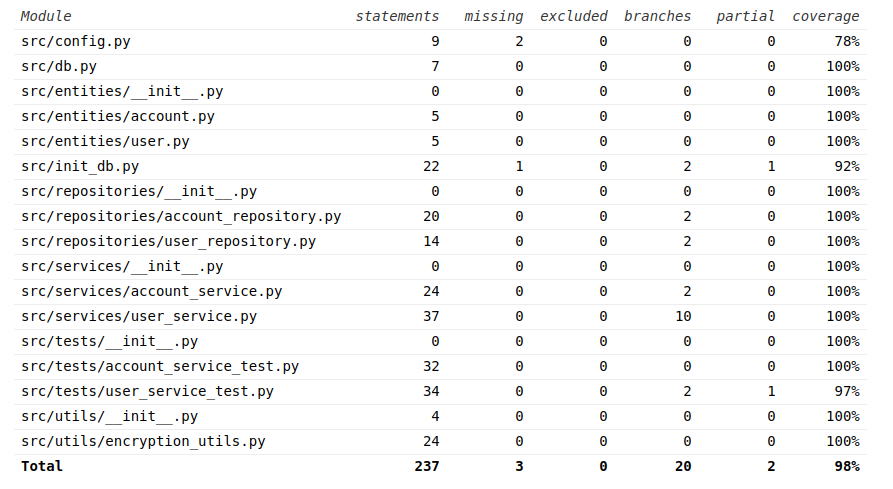 Module statements missing excluded branches partial coverage
src/config.py 9 2 0 0 0 78%
src/db.py 7 0 0 0 0 100%
src/entities/__init__.py 0 0 0 0 0 100%
src/entities/account.py 5 0 0 0 0 100%
src/entities/user.py 5 0 0 0 0 100%
src/init_db.py 22 1 0 2 1 92%
src/repositories/__init__.py 0 0 0 0 0 100%
src/repositories/account_repository.py 20 0 0 2 0 100%
src/repositories/user_repository.py 14 0 0 2 0 100%
src/services/__init__.py 0 0 0 0 0 100%
src/services/account_service.py 24 0 0 2 0 100%
src/services/user_service.py 37 0 0 10 0 100%
src/tests/__init__.py 0 0 0 0 0 100%
src/tests/account_service_test.py 32 0 0 0 0 100%
src/tests/user_service_test.py 34 0 0 2 1 97%
src/utils/__init__.py 4 0 0 0 0 100%
src/utils/encryption_utils.py 24 0 0 0 0 100%
Total 237 3 0 20 2 98%